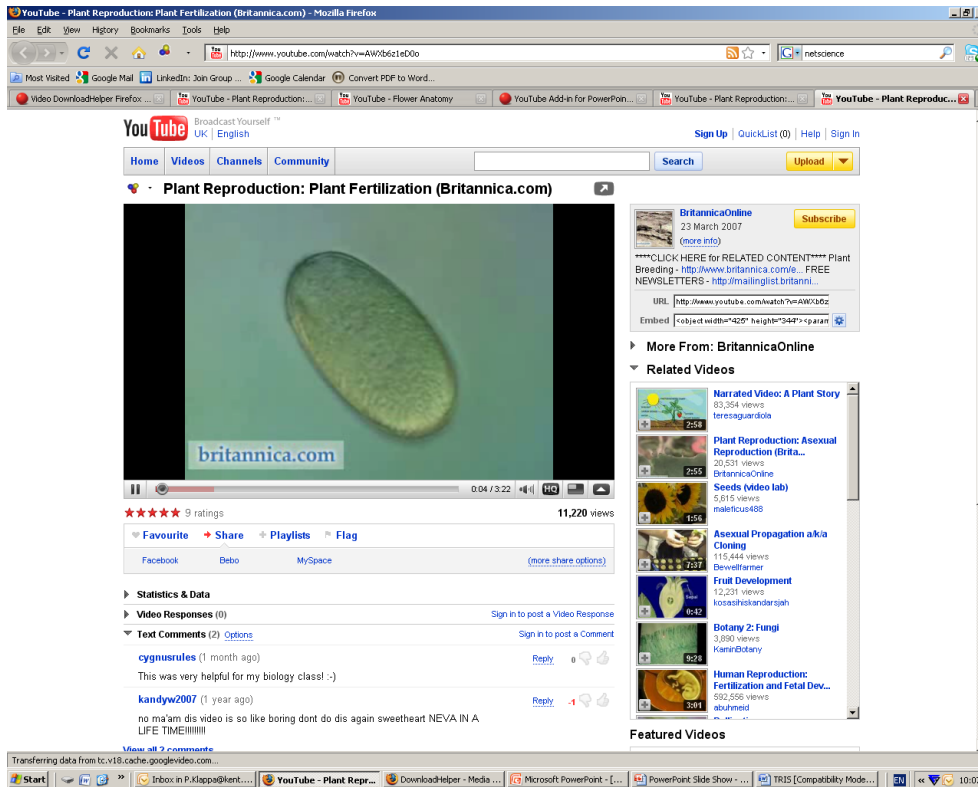 YouTube - Plant Reproduction: Plant Fertilization (Britannica.com) - Mozilla Firefox
File Edit View History Bookmarks Tools Help
http://www.youtube.com/watch?v=AWXb6z1eD0o
netscience
Most Visited Google Mail LinkedIn: Join Group ... Google Calendar Convert PDF to Word...
Video DownloadHelper Firefox ... YouTube - Plant Reproduction:... YouTube - Flower Anatomy YouTube Add-in for PowerPoin... YouTube - Plant Reproduction:... YouTube - Plant Reproduc...
YouTube Broadcast Yourself ™
UK | English
Sign Up | QuickList (0) | Help | Sign In
Home Videos Channels Community Search Upload
Plant Reproduction: Plant Fertilization (Britannica.com)
britannica.com
0:04 / 3:22 HQ
9 ratings 11,220 views
Favourite Share Playlists Flag
Facebook Bebo MySpace (more share options)
Statistics & Data
Video Responses (0) Sign in to post a Video Response
Text Comments (2) Options Sign in to post a Comment
cygnusrules (1 month ago) Reply 0
This was very helpful for my biology class! :-)
kandyw2007 (1 year ago) Reply -1
no ma'am dis video is so like boring dont do dis again sweetheart NEVA IN A
LIFE TIME!!!!!!!!!
View all 2 comments
BritannicaOnline
23 March 2007
(more info)
Subscribe
****CLICK HERE for RELATED CONTENT**** Plant
Breeding - http://www.britannica.com/e... FREE
NEWSLETTERS - http://mailinglist.britanni...
URL http://www.youtube.com/watch?v=AWXb6z
Embed <object width="425" height="344"><param
More From: BritannicaOnline
Related Videos
Narrated Video: A Plant Story
83,354 views
teresaguardiola
2:58
Plant Reproduction: Asexual
Reproduction (Brita...
20,531 views
BritannicaOnline
2:55
Seeds (video lab)
5,615 views
maleficus488
1:56
Asexual Propagation a/k/a
Cloning
115,444 views
Bewellfarmer
7:37
Fruit Development
12,231 views
kosasihiskandarsjah
0:42
Botany 2: Fungi
3,890 views
KaminBotany
9:28
Human Reproduction:
Fertilization and Fetal Dev...
592,556 views
abuhmeid
3:01
Featured Videos
Transferring data from tc.v18.cache.googlevideo.com...
Start Inbox in P.Klappa@kent.... YouTube - Plant Repr... DownloadHelper - Media ... Microsoft PowerPoint - [... PowerPoint Slide Show - ... TRIS [Compatibility Mode... EN 10:02